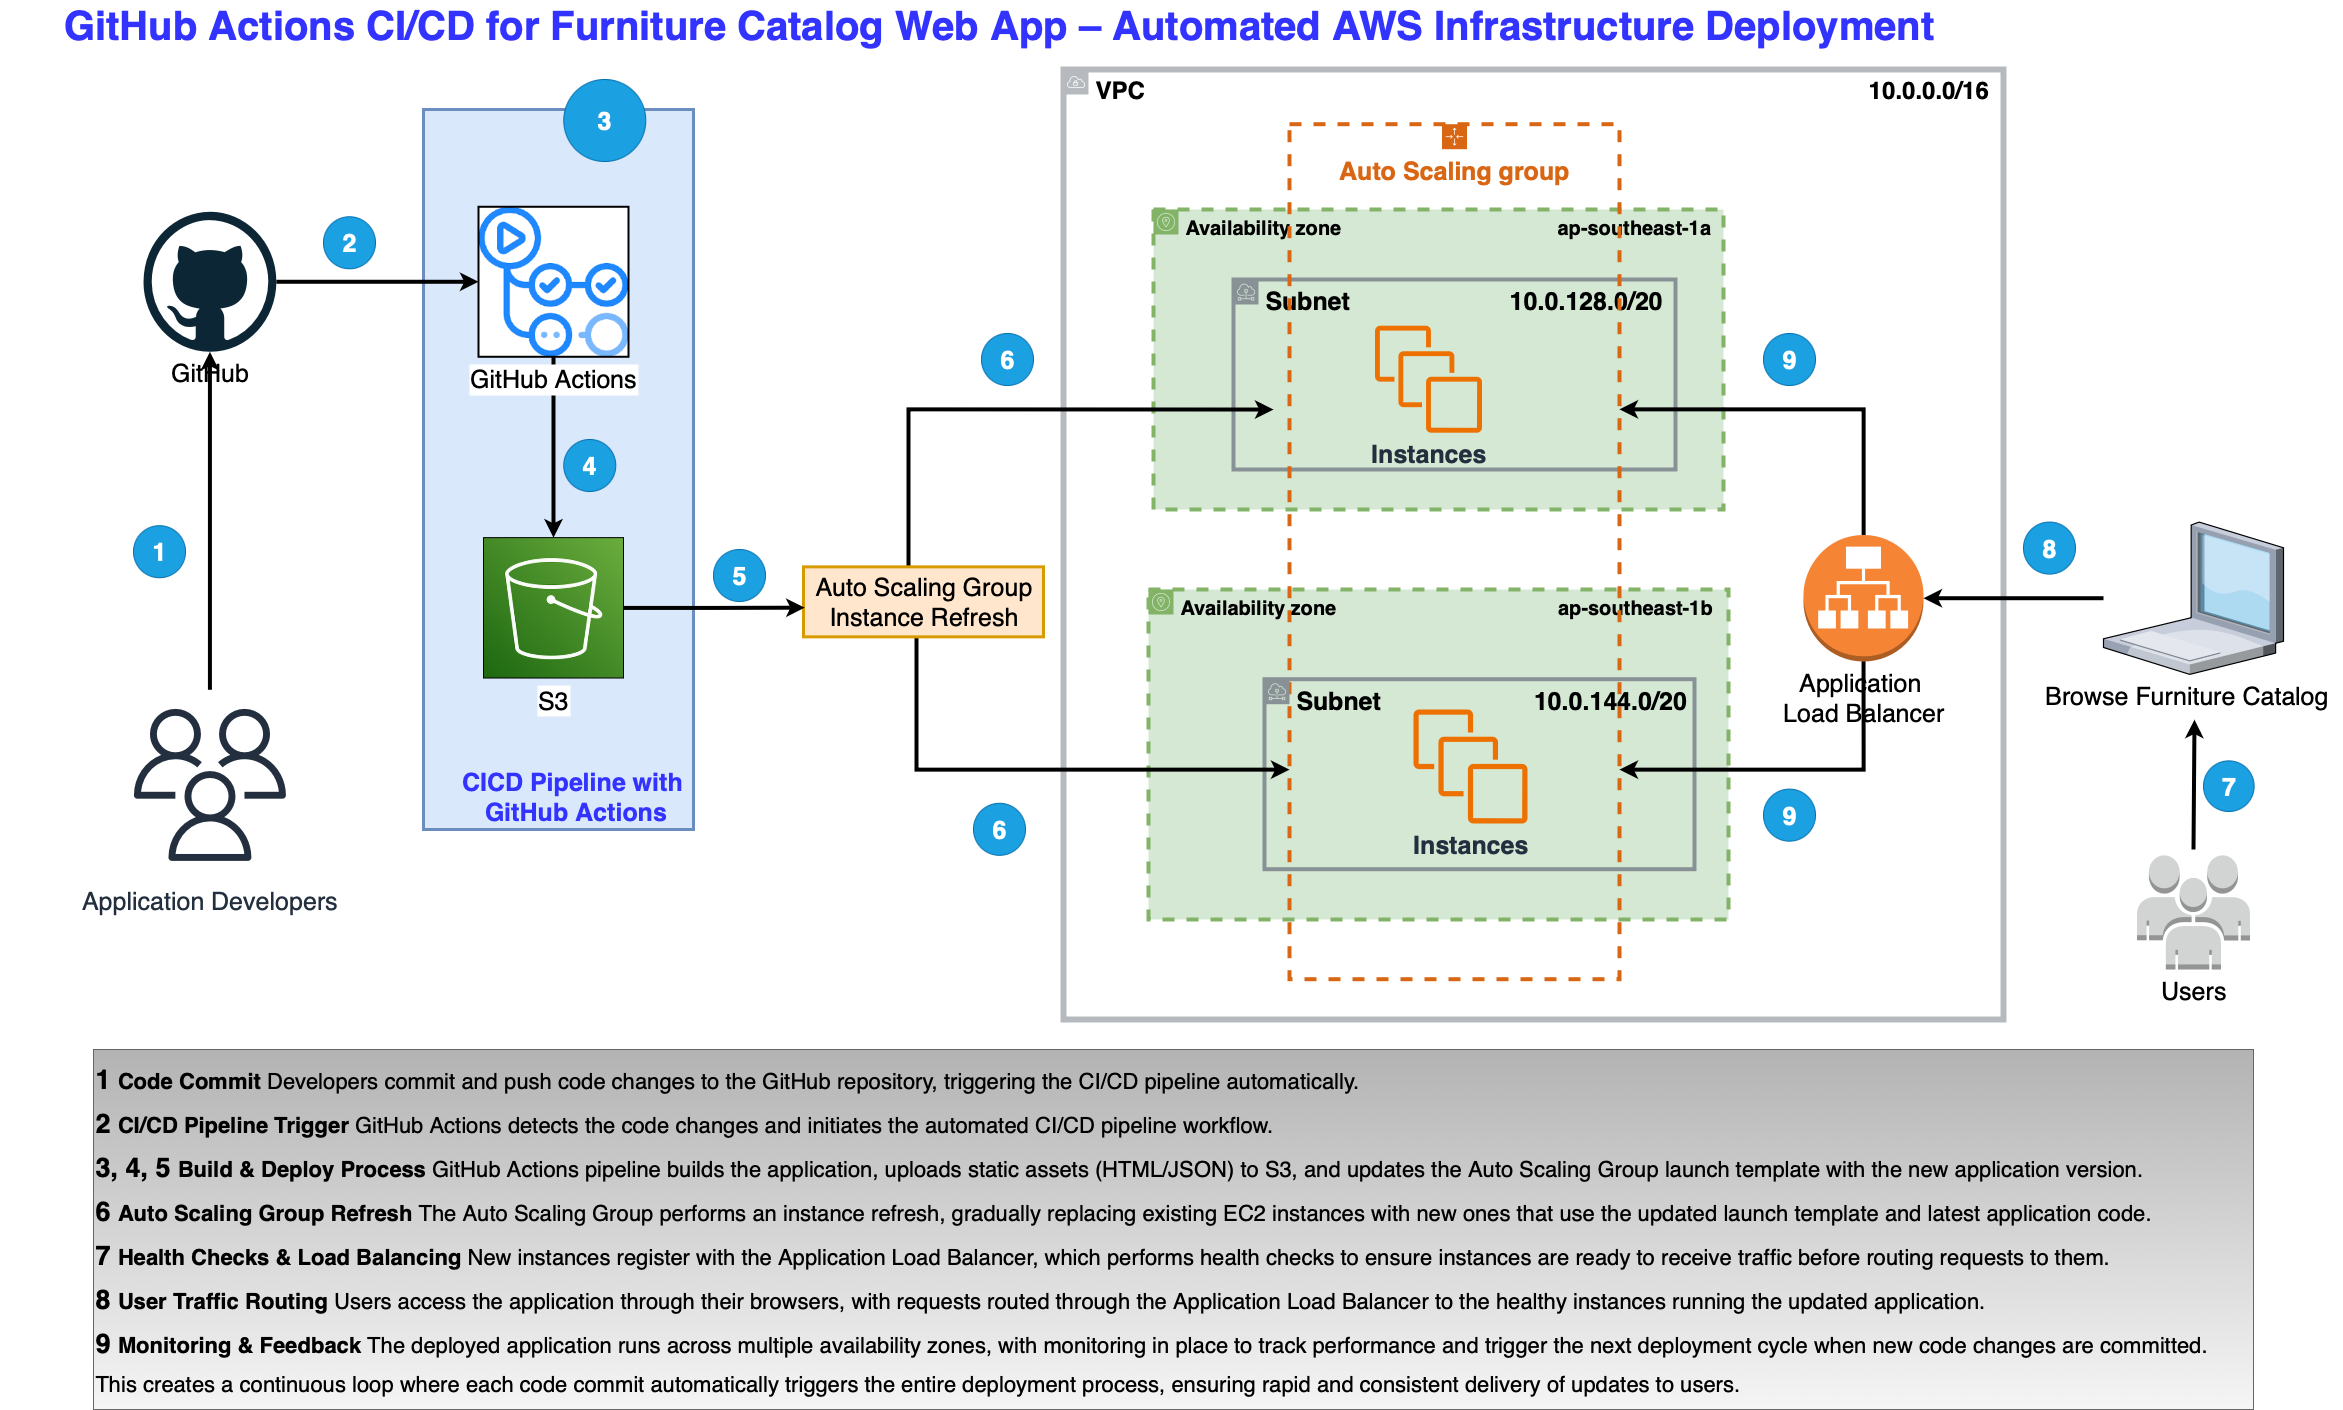 GitHub Actions CI/CD for Furniture Catalog Web App – Automated AWS Infrastructure Deployment
3
VPC
10.0.0.0/16
Auto Scaling group
Availability zone
ap-southeast-1a
2
Subnet
10.0.128.0/20
GitHub
GitHub Actions
6
9
Instances
4
1
5
Auto Scaling Group
Instance Refresh
8
Availability zone
ap-southeast-1b
S3
Subnet
10.0.144.0/20
Application
Load Balancer
Browse Furniture Catalog
CICD Pipeline with
GitHub Actions
7
6
9
Instances
Application Developers
Users
1 Code Commit Developers commit and push code changes to the GitHub repository, triggering the CI/CD pipeline automatically.
2 CI/CD Pipeline Trigger GitHub Actions detects the code changes and initiates the automated CI/CD pipeline workflow.
3, 4, 5 Build & Deploy Process GitHub Actions pipeline builds the application, uploads static assets (HTML/JSON) to S3, and updates the Auto Scaling Group launch template with the new application version.
6 Auto Scaling Group Refresh The Auto Scaling Group performs an instance refresh, gradually replacing existing EC2 instances with new ones that use the updated launch template and latest application code.
7 Health Checks & Load Balancing New instances register with the Application Load Balancer, which performs health checks to ensure instances are ready to receive traffic before routing requests to them.
8 User Traffic Routing Users access the application through their browsers, with requests routed through the Application Load Balancer to the healthy instances running the updated application.
9 Monitoring & Feedback The deployed application runs across multiple availability zones, with monitoring in place to track performance and trigger the next deployment cycle when new code changes are committed.
This creates a continuous loop where each code commit automatically triggers the entire deployment process, ensuring rapid and consistent delivery of updates to users.